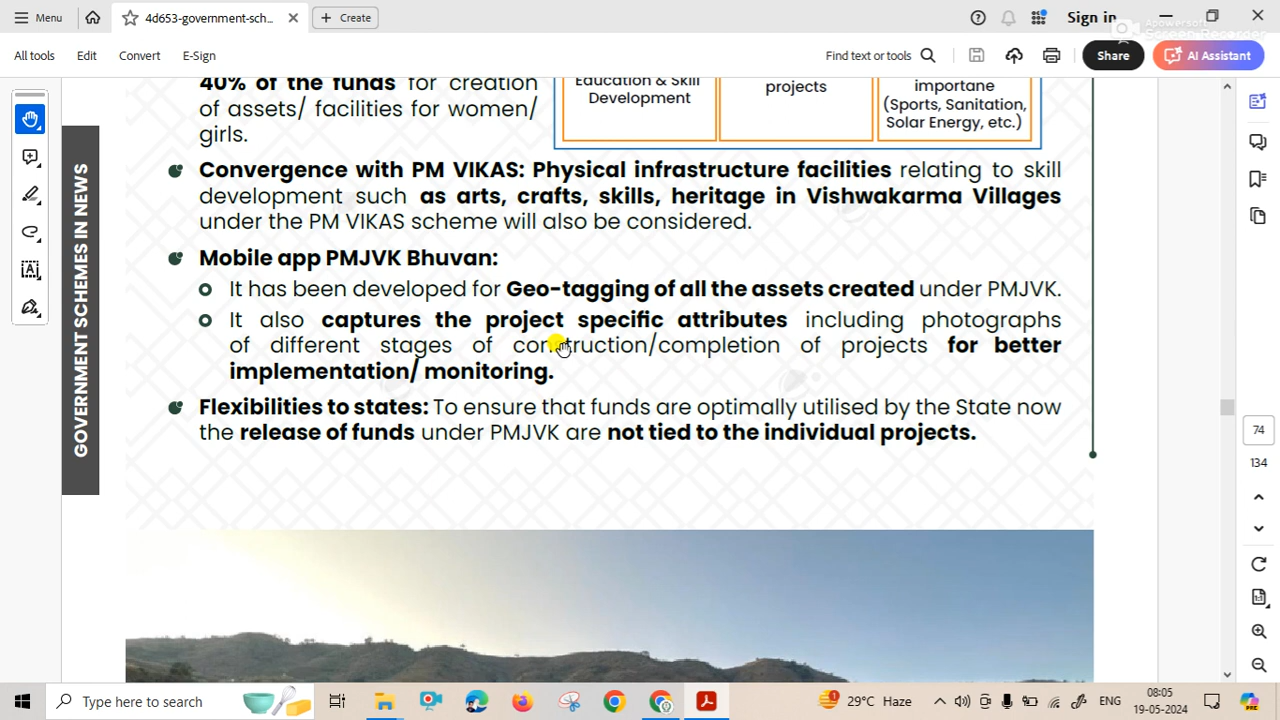 Menu
4d653-government-sch...
Create
Sign in
Apowersoft
Screen Recorder
All tools
Edit
Convert
E-Sign
Find text or tools
Share
AI Assistant
GOVERNMENT SCHEMES IN NEWS
40% of the funds for creation
of assets/ facilities for women/
girls.
Education & Skill
Development
projects
importane
(Sports, Sanitation,
Solar Energy, etc.)
Convergence with PM VIKAS: Physical infrastructure facilities relating to skill
development such as arts, crafts, skills, heritage in Vishwakarma Villages
under the PM VIKAS scheme will also be considered.
Mobile app PMJVK Bhuvan:
It has been developed for Geo-tagging of all the assets created under PMJVK.
It also captures the project specific attributes including photographs
of different stages of construction/completion of projects for better
implementation/ monitoring.
Flexibilities to states: To ensure that funds are optimally utilised by the State now
the release of funds under PMJVK are not tied to the individual projects.
74
134
Type here to search
29°C Haze
ENG
08:05
19-05-2024
PRE